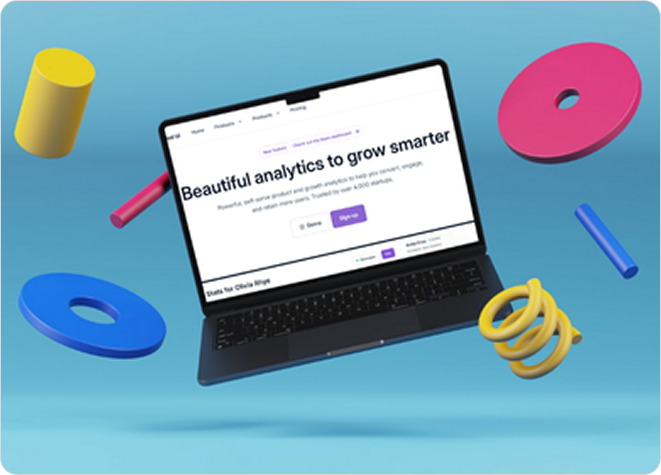 Home Products Products Pricing
New feature Check out the team dashboard
Beautiful analytics to grow smarter
Powerful, self-serve product and growth analytics to help you convert, engage,
and retain more users. Trusted by over 4,000 startups.
Demo Sign up
Stats for Olivia Rhye